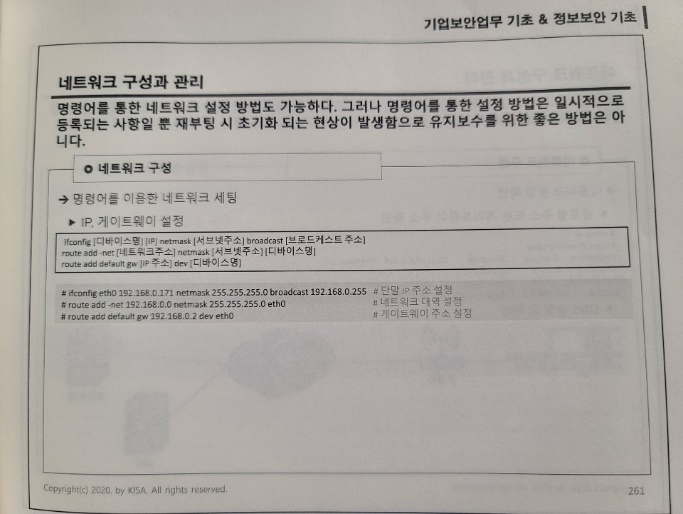 기업보안업무 기초 & 정보보안 기초
네트워크 구성과 관리
명령어를 통한 네트워크 설정 방법도 가능하다. 그러나 명령어를 통한 설정 방법은 일시적으로
등록되는 사항일 뿐 재부팅 시 초기화 되는 현상이 발생함으로 유지보수를 위한 좋은 방법은 아
니다.
네트워크 구성
→ 명령어를 이용한 네트워크 세팅
▶ IP, 게이트웨이 설정
ifconfig [디바이스명] [IP] netmask [서브넷주소] broadcast [브로드케스트 주소]
route add -net [네트워크주소] netmask [서브넷주소] [디바이스명]
route add default gw [IP 주소] dev [디바이스명]
# ifconfig eth0 192.168.0.171 netmask 255.255.255.0 broadcast 192.168.0.255 # 단말 IP 주소 설정
# route add -net 192.168.0.0 netmask 255.255.255.0 eth0 # 네트워크 대역 설정
# route add default gw 192.168.0.2 dev eth0 # 게이트웨이 주소 설정
Copyright(c) 2020. by KISA. All rights reserved.
261